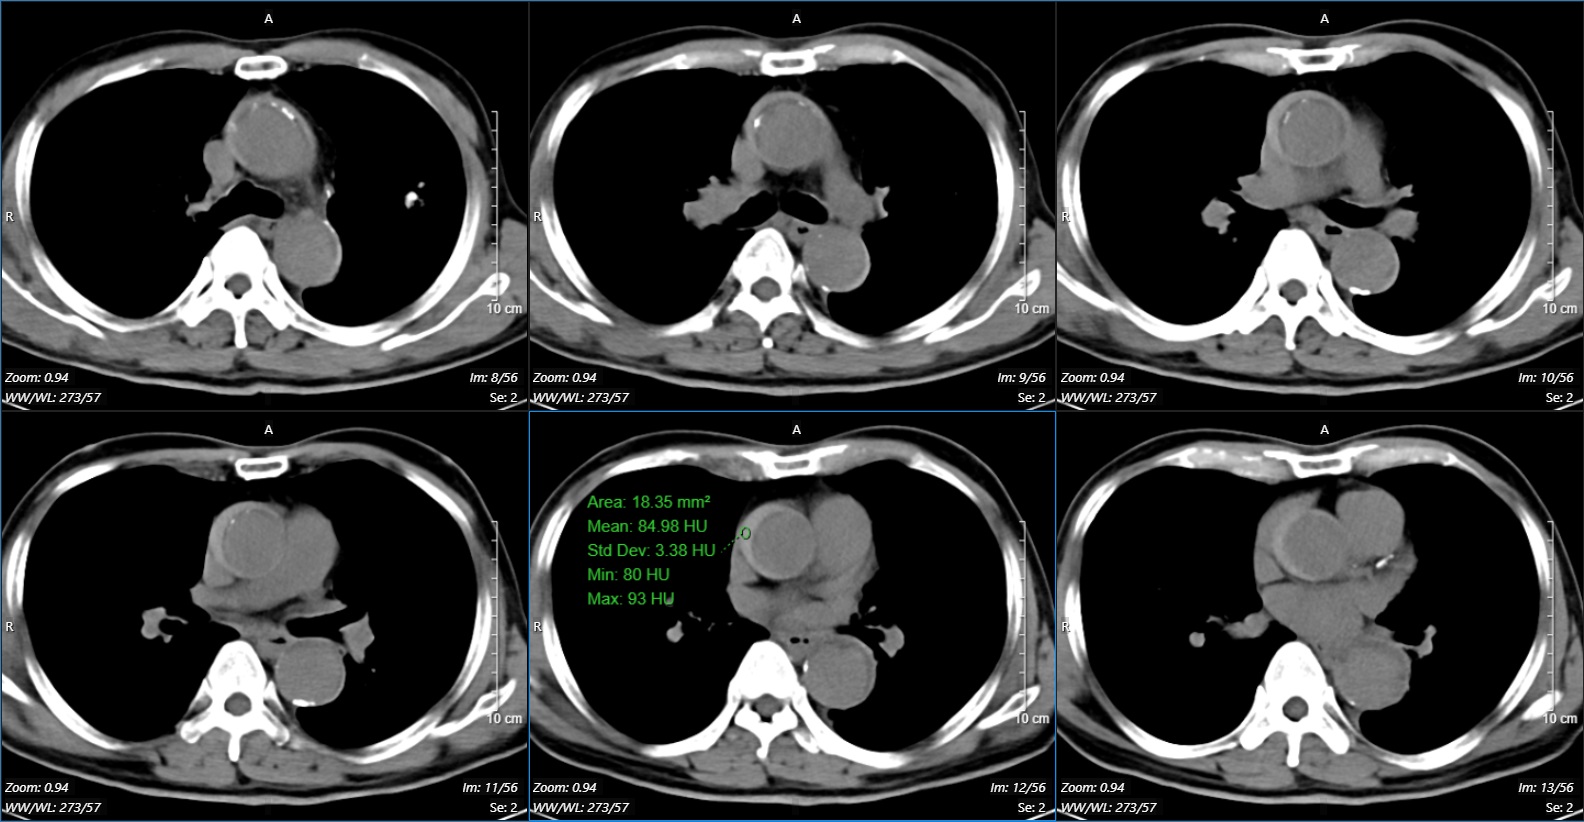 A
R
10 cm
Zoom: 0.94
Im: 8/56
WW/WL: 273/57
Se: 2
A
R
10 cm
Zoom: 0.94
Im: 9/56
WW/WL: 273/57
Se: 2
A
R
10 cm
Zoom: 0.94
Im: 10/56
WW/WL: 273/57
Se: 2
A
R
10 cm
Zoom: 0.94
Im: 11/56
WW/WL: 273/57
Se: 2
A
Area: 18.35 mm²
Mean: 84.98 HU
Std Dev: 3.38 HU
Min: 80 HU
Max: 93 HU
R
10 cm
Zoom: 0.94
Im: 12/56
WW/WL: 273/57
Se: 2
A
R
10 cm
Zoom: 0.94
Im: 13/56
WW/WL: 273/57
Se: 2